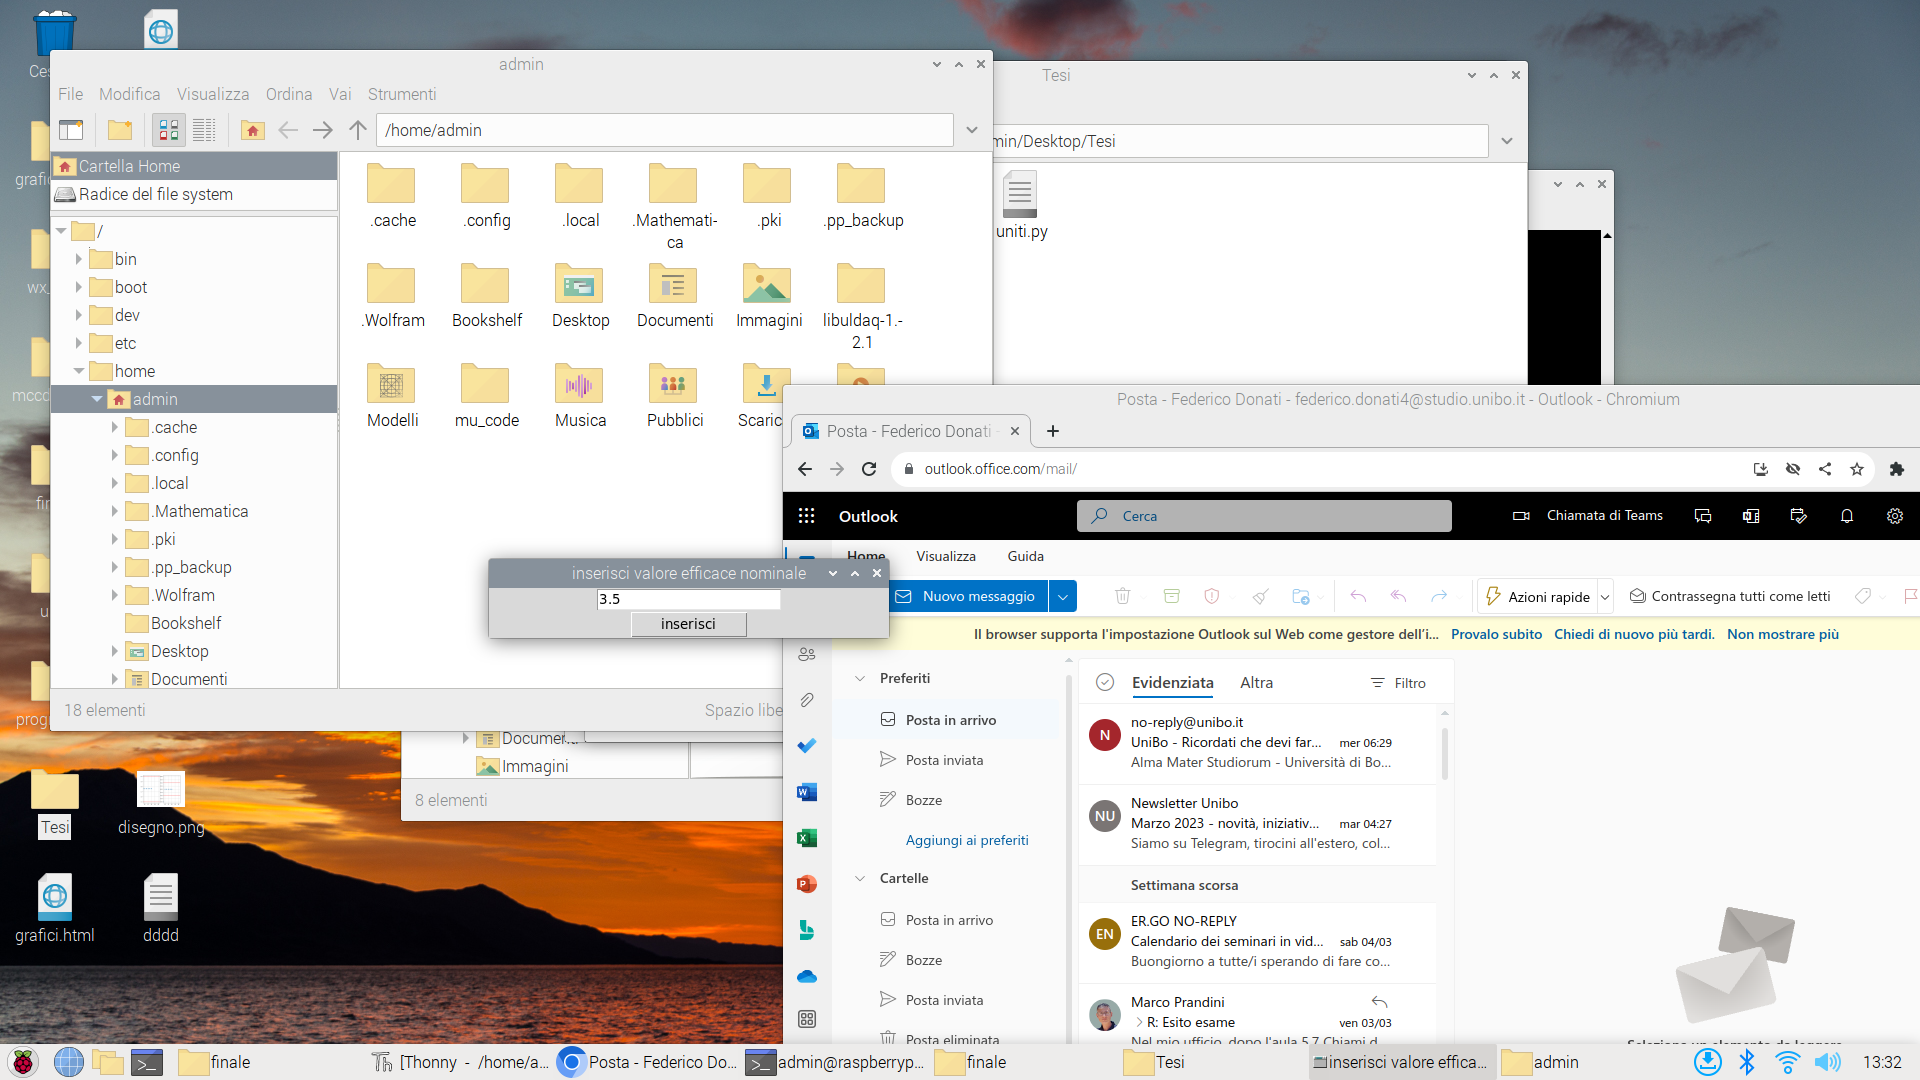 admin
File Modifica Visualizza Ordina Vai Strumenti
/home/admin
Cartella Home
Radice del file system
/
bin
boot
dev
etc
home
admin
.cache
.config
.local
.Mathematica
.pki
.pp_backup
.Wolfram
Bookshelf
Desktop
Documenti
.cache
.config
.local
.Mathemati-
ca
.pki
.pp_backup
.Wolfram
Bookshelf
Desktop
Documenti
Immagini
libuldaq-1.-
2.1
Modelli
mu_code
Musica
Pubblici
Scaric
18 elementi
Spazio libe
Tesi
min/Desktop/Tesi
uniti.py
Immagini
8 elementi
inserisci valore efficace nominale
3.5
inserisci
Posta - Federico Donati - federico.donati4@studio.unibo.it - Outlook - Chromium
Posta - Federico Donati -
outlook.office.com/mail/
Outlook
Cerca
Chiamata di Teams
Home Visualizza Guida
Nuovo messaggio
Azioni rapide
Contrassegna tutti come letti
Il browser supporta l'impostazione Outlook sul Web come gestore dell'i... Provalo subito Chiedi di nuovo più tardi. Non mostrare più
Preferiti
Posta in arrivo
Posta inviata
Bozze
Aggiungi ai preferiti
Cartelle
Posta in arrivo
Bozze
Posta inviata
Posta eliminata
Evidenziata Altra Filtro
N
no-reply@unibo.it
UniBo - Ricordati che devi far... mer 06:29
Alma Mater Studiorum - Università di Bo...
NU
Newsletter Unibo
Marzo 2023 - novità, iniziativ... mar 04:27
Siamo su Telegram, tirocini all'estero, col...
Settimana scorsa
EN
ER.GO NO-REPLY
Calendario dei seminari in vid... sab 04/03
Buongiorno a tutte/i sperando di fare co...
Marco Prandini
R: Esito esame ven 03/03
Nel mio ufficio, dopo l'aula 5.7 Chiami d
Tesi
disegno.png
grafici.html
dddd
finale
[Thonny - /home/a...
Posta - Federico Do...
admin@raspberryp...
finale
Tesi
inserisci valore effica...
admin
13:32